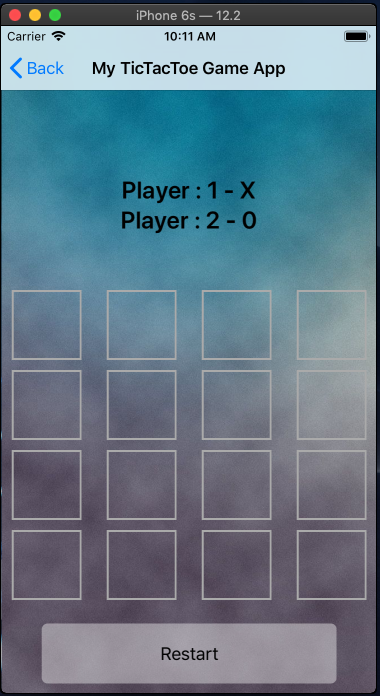 iPhone 6s — 12.2
Carrier 10:11 AM
Back My TicTacToe Game App
Player : 1 - X
Player : 2 - 0
Restart